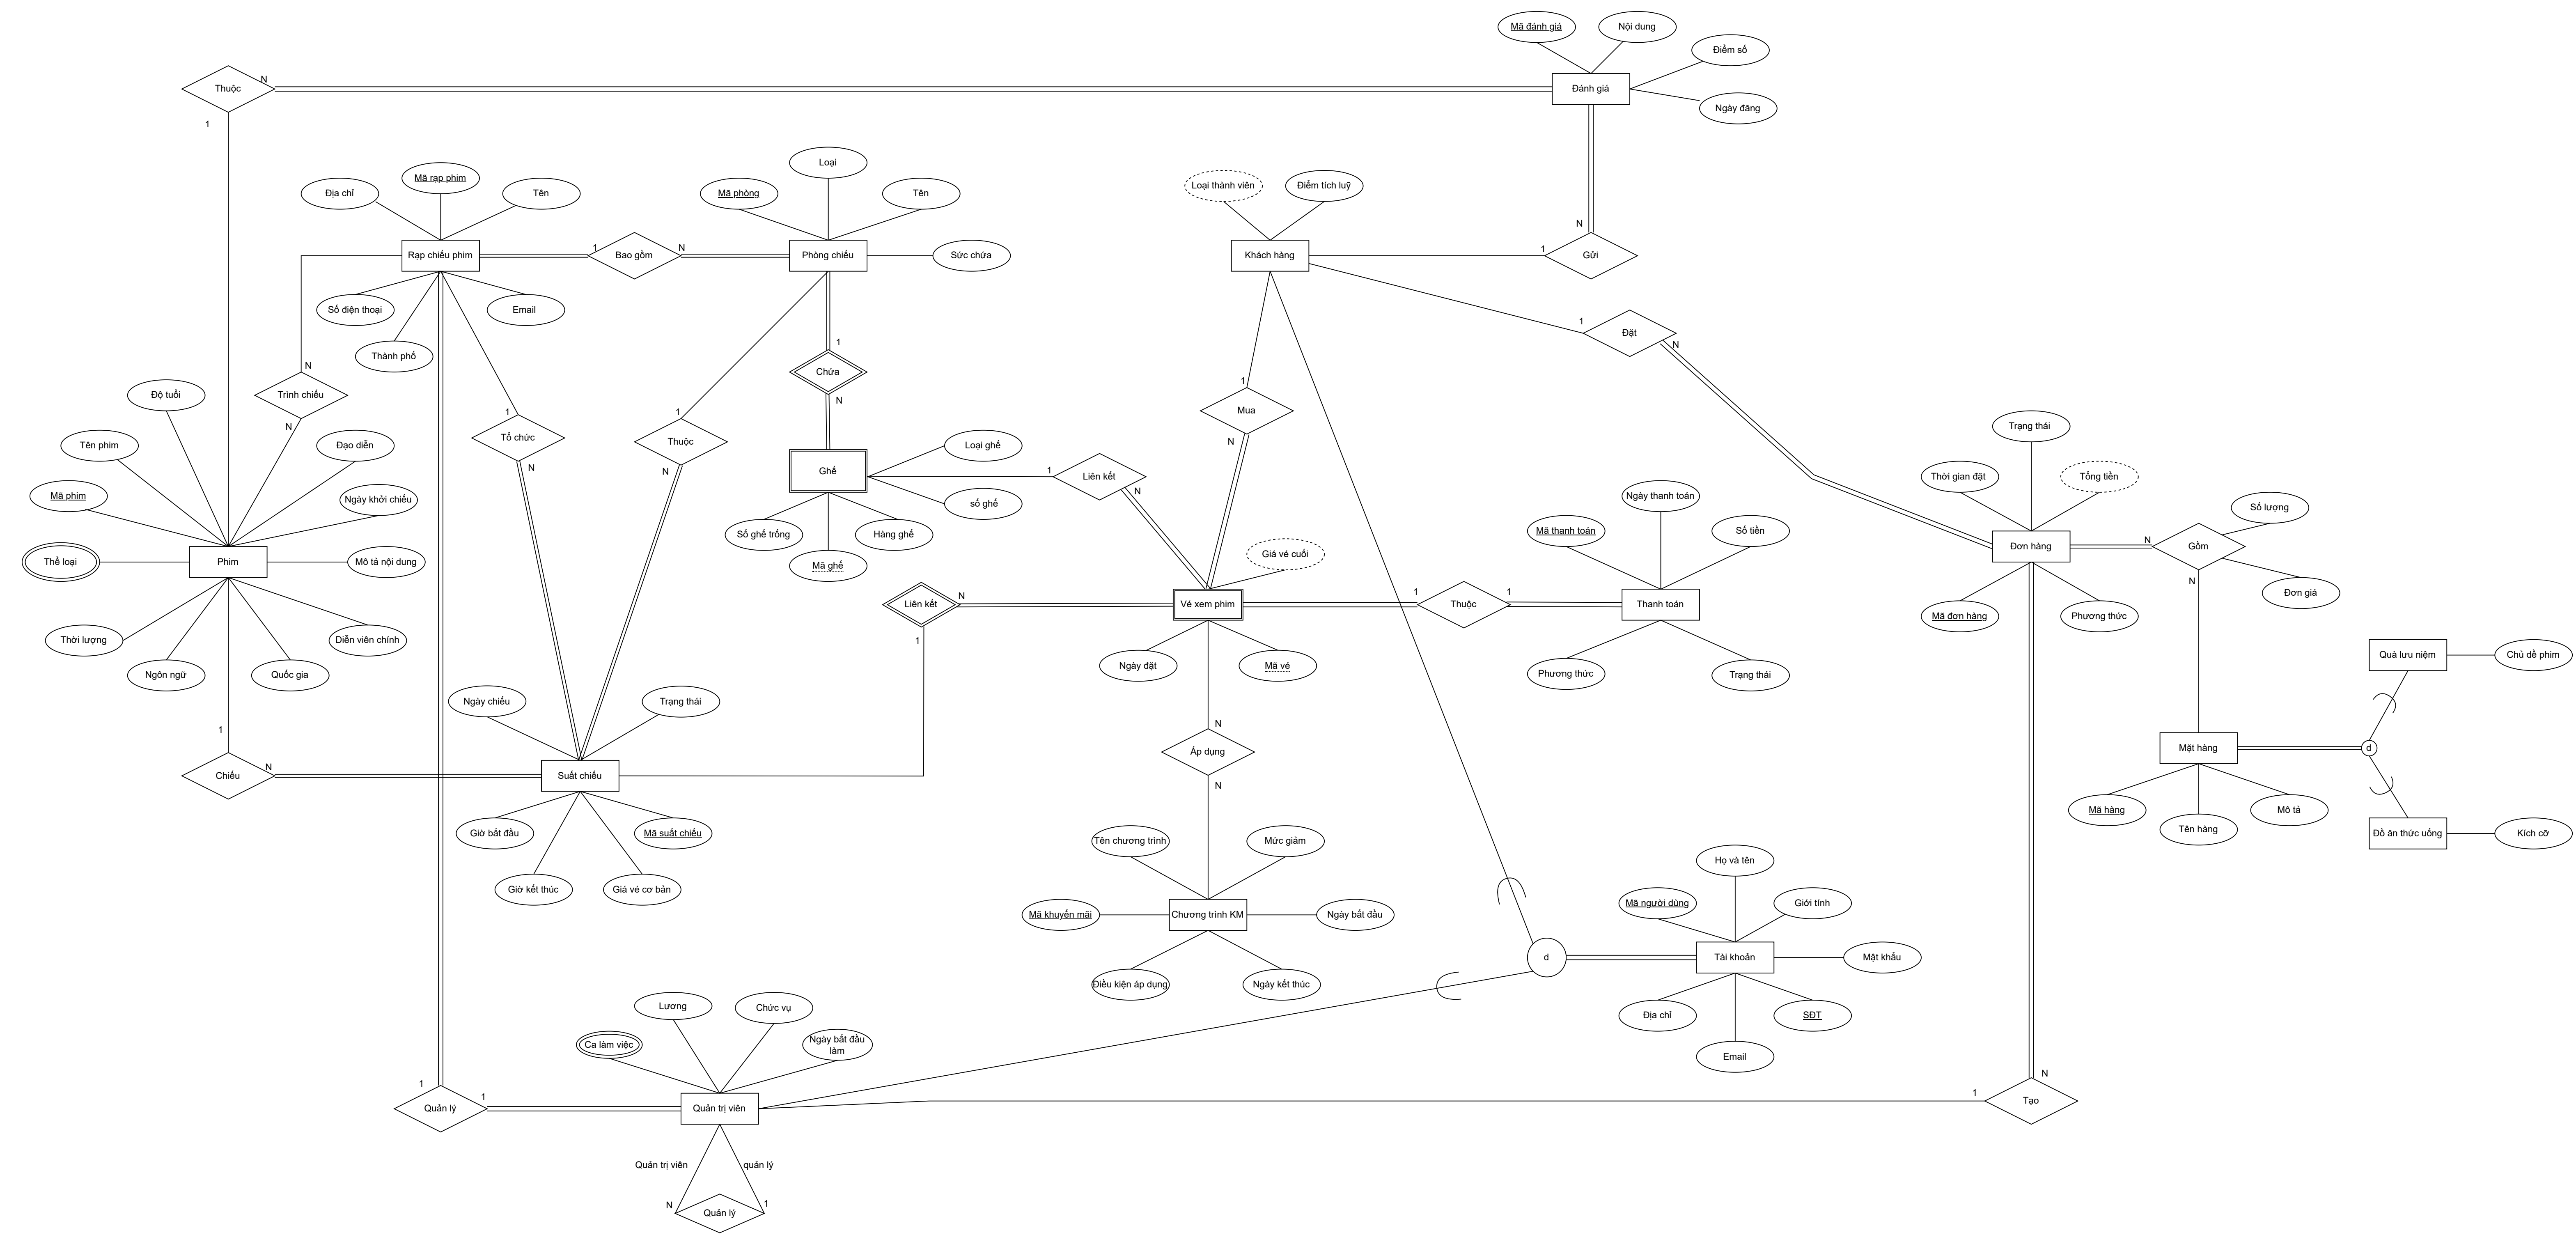 Mã đánh giá
Nội dung
Điểm số
Thuộc
N
Đánh giá
Ngày đăng
1
Loại
Mã rạp phim
Địa chỉ
Tên
Mã phòng
Tên
Loại thành viên
Điểm tích luỹ
N
Rạp chiếu phim
1
Bao gồm
N
Phòng chiếu
Sức chứa
Khách hàng
1
Gửi
Số điện thoại
Email
Thành phố
1
Đặt
N
1
Chứa
N
N
Trình chiếu
N
Độ tuổi
1
Mua
N
1
Tổ chức
N
1
Thuộc
N
Tên phim
Đạo diễn
Loại ghế
Ghế
1
Liên kết
N
số ghế
Mã phim
Ngày khởi chiếu
Số ghế trống
Hàng ghế
Mã ghế
Trạng thái
Thời gian đặt
Tổng tiền
Ngày thanh toán
Mã thanh toán
Số tiền
Số lượng
Giá vé cuối
Đơn hàng
N
Gồm
N
Đơn giá
Thể loại
Phim
Mô tả nội dung
Liên kết
N
1
Vé xem phim
1
Thuộc
1
Thanh toán
Mã đơn hàng
Phương thức
Thời lượng
Diễn viên chính
Ngôn ngữ
Quốc gia
Ngày đặt
Mã vé
Phương thức
Trạng thái
Quà lưu niệm
Chủ dề phim
Ngày chiếu
Trạng thái
N
Áp dụng
N
1
Chiếu
N
Suất chiếu
Mặt hàng
d
Giờ bắt đầu
Mã suất chiếu
Giờ kết thúc
Giá vé cơ bản
Mã hàng
Tên hàng
Mô tả
Đồ ăn thức uống
Kích cỡ
Tên chương trình
Mức giảm
Mã khuyến mãi
Chương trình KM
Ngày bắt đầu
Điều kiện áp dụng
Ngày kết thúc
Họ và tên
Mã người dùng
Giới tính
d
Tài khoản
Mật khẩu
Địa chỉ
SĐT
Email
Lương
Chức vụ
Ca làm việc
Ngày bắt đầu
làm
1
Quản lý
1
Quản trị viên
1
N
Tạo
Quản trị viên
quản lý
N
1
Quản lý